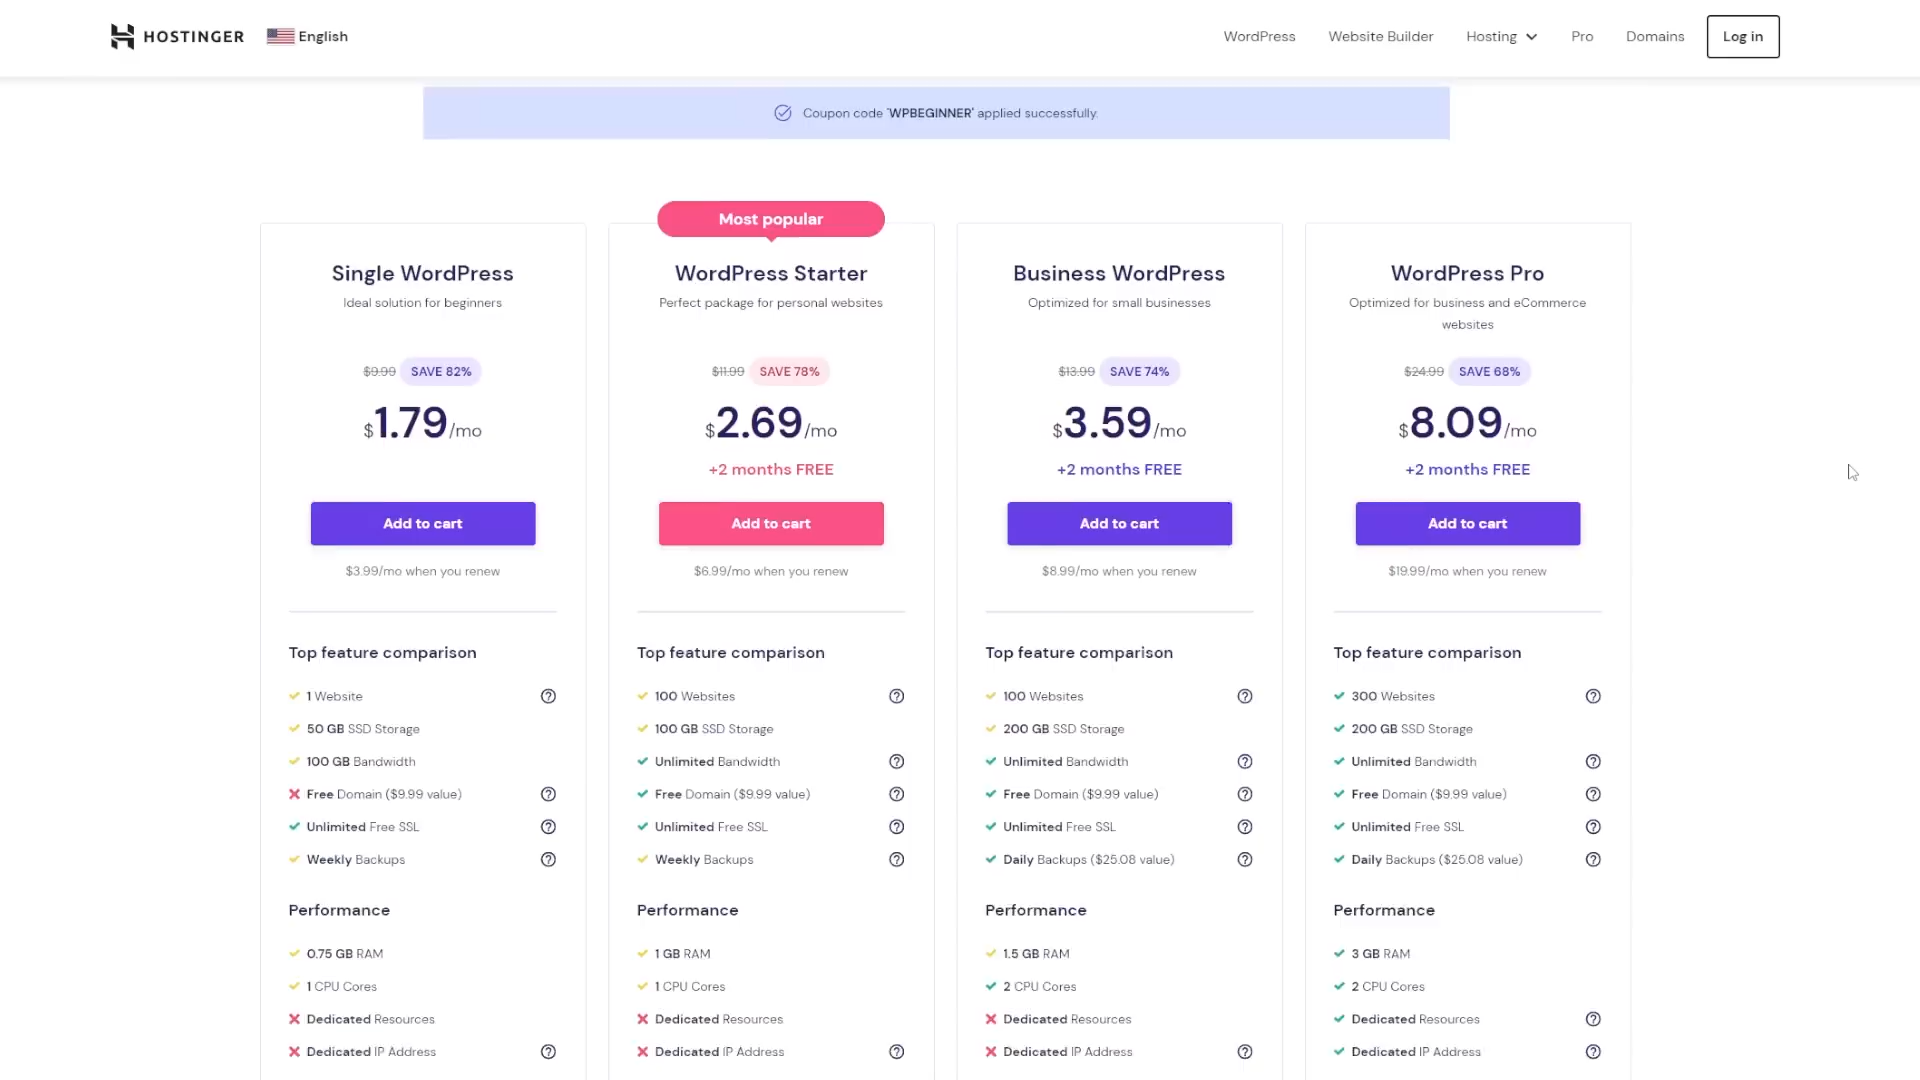 HOSTINGER
English
WordPress
Website Builder
Hosting
Pro
Domains
Log in
Coupon code 'WPBEGINNER' applied successfully.
Most popular
Single WordPress
Ideal solution for beginners
$9.99 SAVE 82%
$1.79/mo
Add to cart
$3.99/mo when you renew
Top feature comparison
1 Website
50 GB SSD Storage
100 GB Bandwidth
Free Domain ($9.99 value)
Unlimited Free SSL
Weekly Backups
Performance
0.75 GB RAM
1 CPU Cores
Dedicated Resources
Dedicated IP Address
WordPress Starter
Perfect package for personal websites
$11.99 SAVE 78%
$2.69/mo
+2 months FREE
Add to cart
$6.99/mo when you renew
Top feature comparison
100 Websites
100 GB SSD Storage
Unlimited Bandwidth
Free Domain ($9.99 value)
Unlimited Free SSL
Weekly Backups
Performance
1 GB RAM
1 CPU Cores
Dedicated Resources
Dedicated IP Address
Business WordPress
Optimized for small businesses
$13.99 SAVE 74%
$3.59/mo
+2 months FREE
Add to cart
$8.99/mo when you renew
Top feature comparison
100 Websites
200 GB SSD Storage
Unlimited Bandwidth
Free Domain ($9.99 value)
Unlimited Free SSL
Daily Backups ($25.08 value)
Performance
1.5 GB RAM
2 CPU Cores
Dedicated Resources
Dedicated IP Address
WordPress Pro
Optimized for business and eCommerce
websites
$24.99 SAVE 68%
$8.09/mo
+2 months FREE
Add to cart
$19.99/mo when you renew
Top feature comparison
300 Websites
200 GB SSD Storage
Unlimited Bandwidth
Free Domain ($9.99 value)
Unlimited Free SSL
Daily Backups ($25.08 value)
Performance
3 GB RAM
2 CPU Cores
Dedicated Resources
Dedicated IP Address